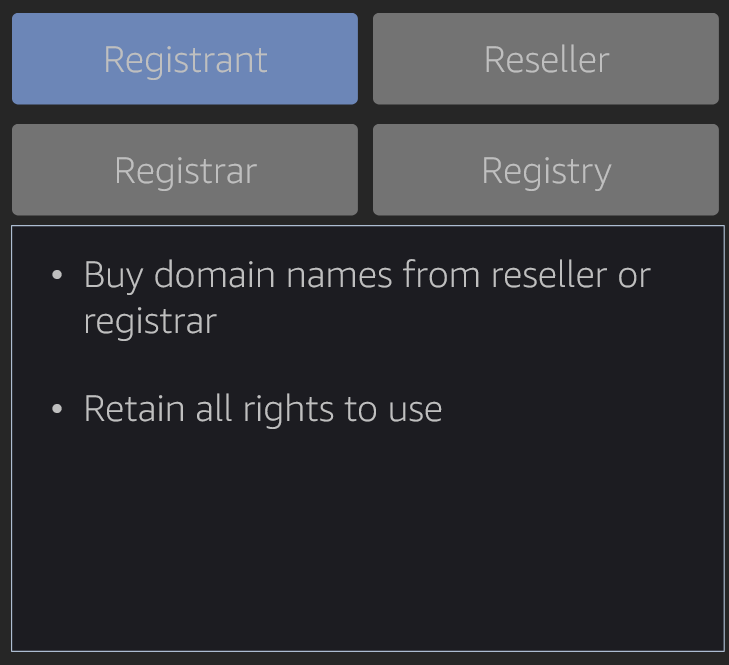 Registrant
Reseller
Registrar
Registry
• Buy domain names from reseller or
registrar
• Retain all rights to use